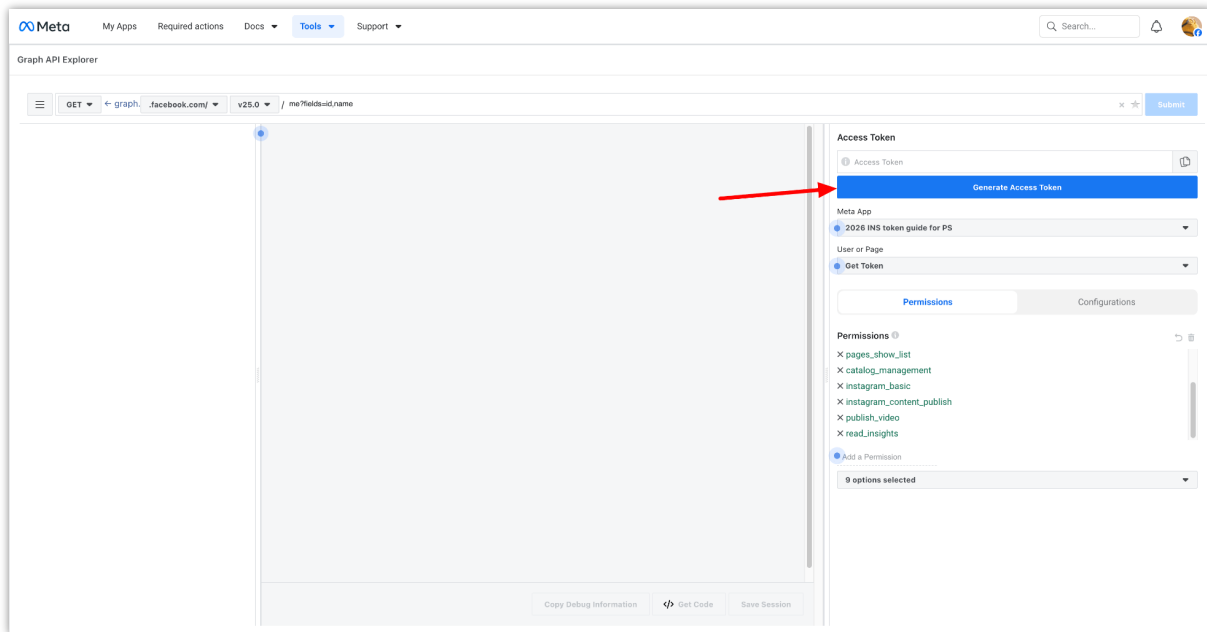 Meta My Apps Required actions Docs Tools Support Search...
Graph API Explorer
GET graph. .facebook.com/ v25.0 / me?fields=id,name Submit
Access Token
Access Token
Generate Access Token
Meta App
2026 INS token guide for PS
User or Page
Get Token
Permissions Configurations
Permissions
pages_show_list
catalog_management
instagram_basic
instagram_content_publish
publish_video
read_insights
Add a Permission
9 options selected
Copy Debug Information </> Get Code Save Session